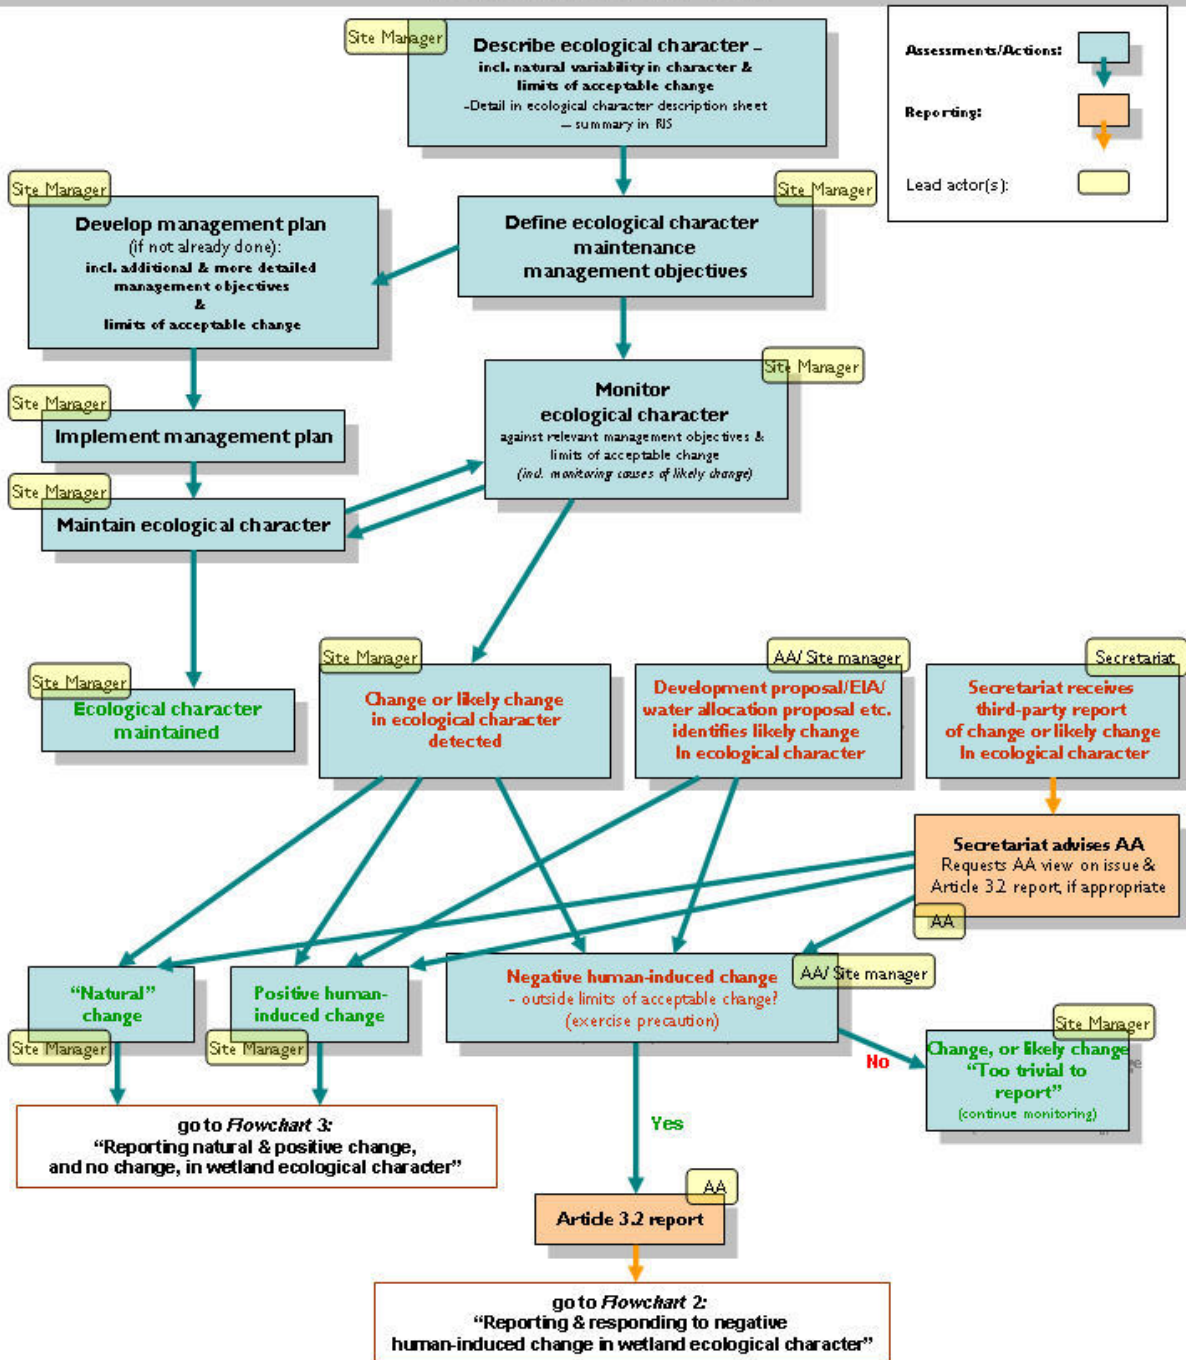 Site Manager
Describe ecological character –
incl. natural variability in character &
limits of acceptable change
-Detail in ecological character description sheet
– summary in RIS
Assessments/Actions:
Reporting:
Lead actor(s):
Site Manager
Develop management plan
(if not already done):
incl. additional & more detailed
management objectives
&
limits of acceptable change
Site Manager
Define ecological character
maintenance
management objectives
Site Manager
Implement management plan
Site Manager
Monitor
ecological character
against relevant management objectives &
limits of acceptable change
(incl. monitoring causes of likely change)
Site Manager
Maintain ecological character
Site Manager
Ecological character
maintained
Site Manager
Change or likely change
in ecological character
detected
AA/ Site manager
Development proposal/EIA/
water allocation proposal etc.
identifies likely change
In ecological character
Secretariat
Secretariat receives
third-party report
of change or likely change
In ecological character
Secretariat advises AA
Requests AA view on issue &
Article 3.2 report, if appropriate
AA
"Natural"
change
Site Manager
Positive human-
induced change
Site Manager
AA/ Site manager
Negative human-induced change
- outside limits of acceptable change?
(exercise precaution)
No
Site Manager
Change, or likely change
"Too trivial to
report"
(continue monitoring)
Yes
go to Flowchart 3:
"Reporting natural & positive change,
and no change, in wetland ecological character"
AA
Article 3.2 report
go to Flowchart 2:
"Reporting & responding to negative
human-induced change in wetland ecological character"